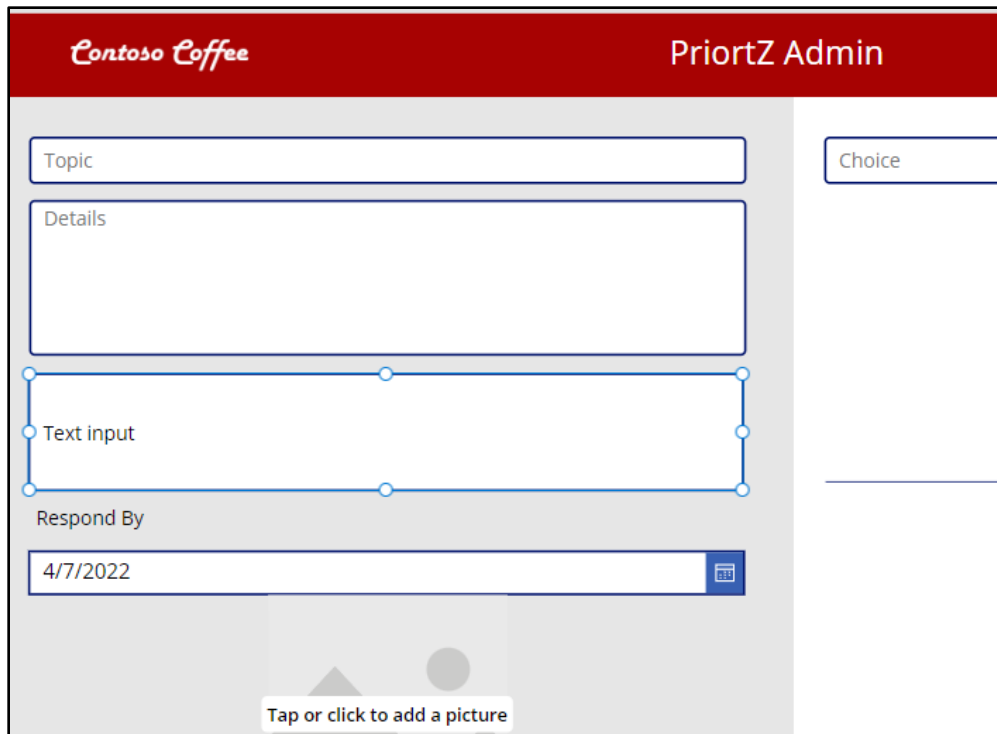 Contoso Coffee
PriortZ Admin
Topic
Choice
Details
Text input
Respond By
4/7/2022
Tap or click to add a picture